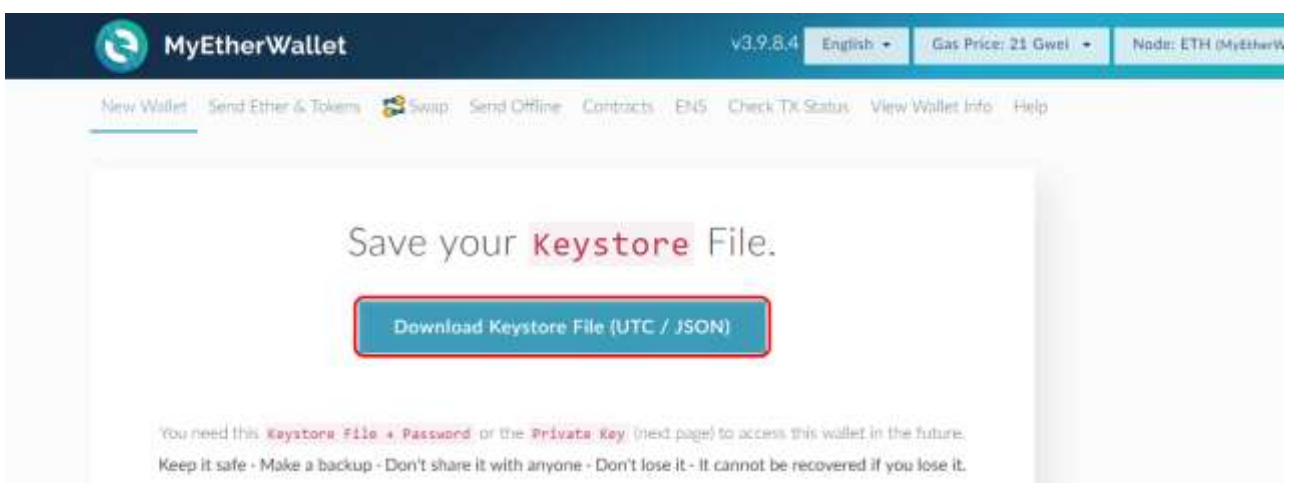 MyEtherWallet v3.9.8.4 English Gas Price: 21 Gwei Node: ETH (MyEtherW
New Wallet Send Ether & Tokens Swap Send Offline Contracts ENS Check TX Status View Wallet Info Help
Save your Keystore File.
Download Keystore File (UTC / JSON)
You need this Keystore File + Password or the Private Key (next page) to access this wallet in the future.
Keep it safe - Make a backup - Don't share it with anyone - Don't lose it - It cannot be recovered if you lose it.